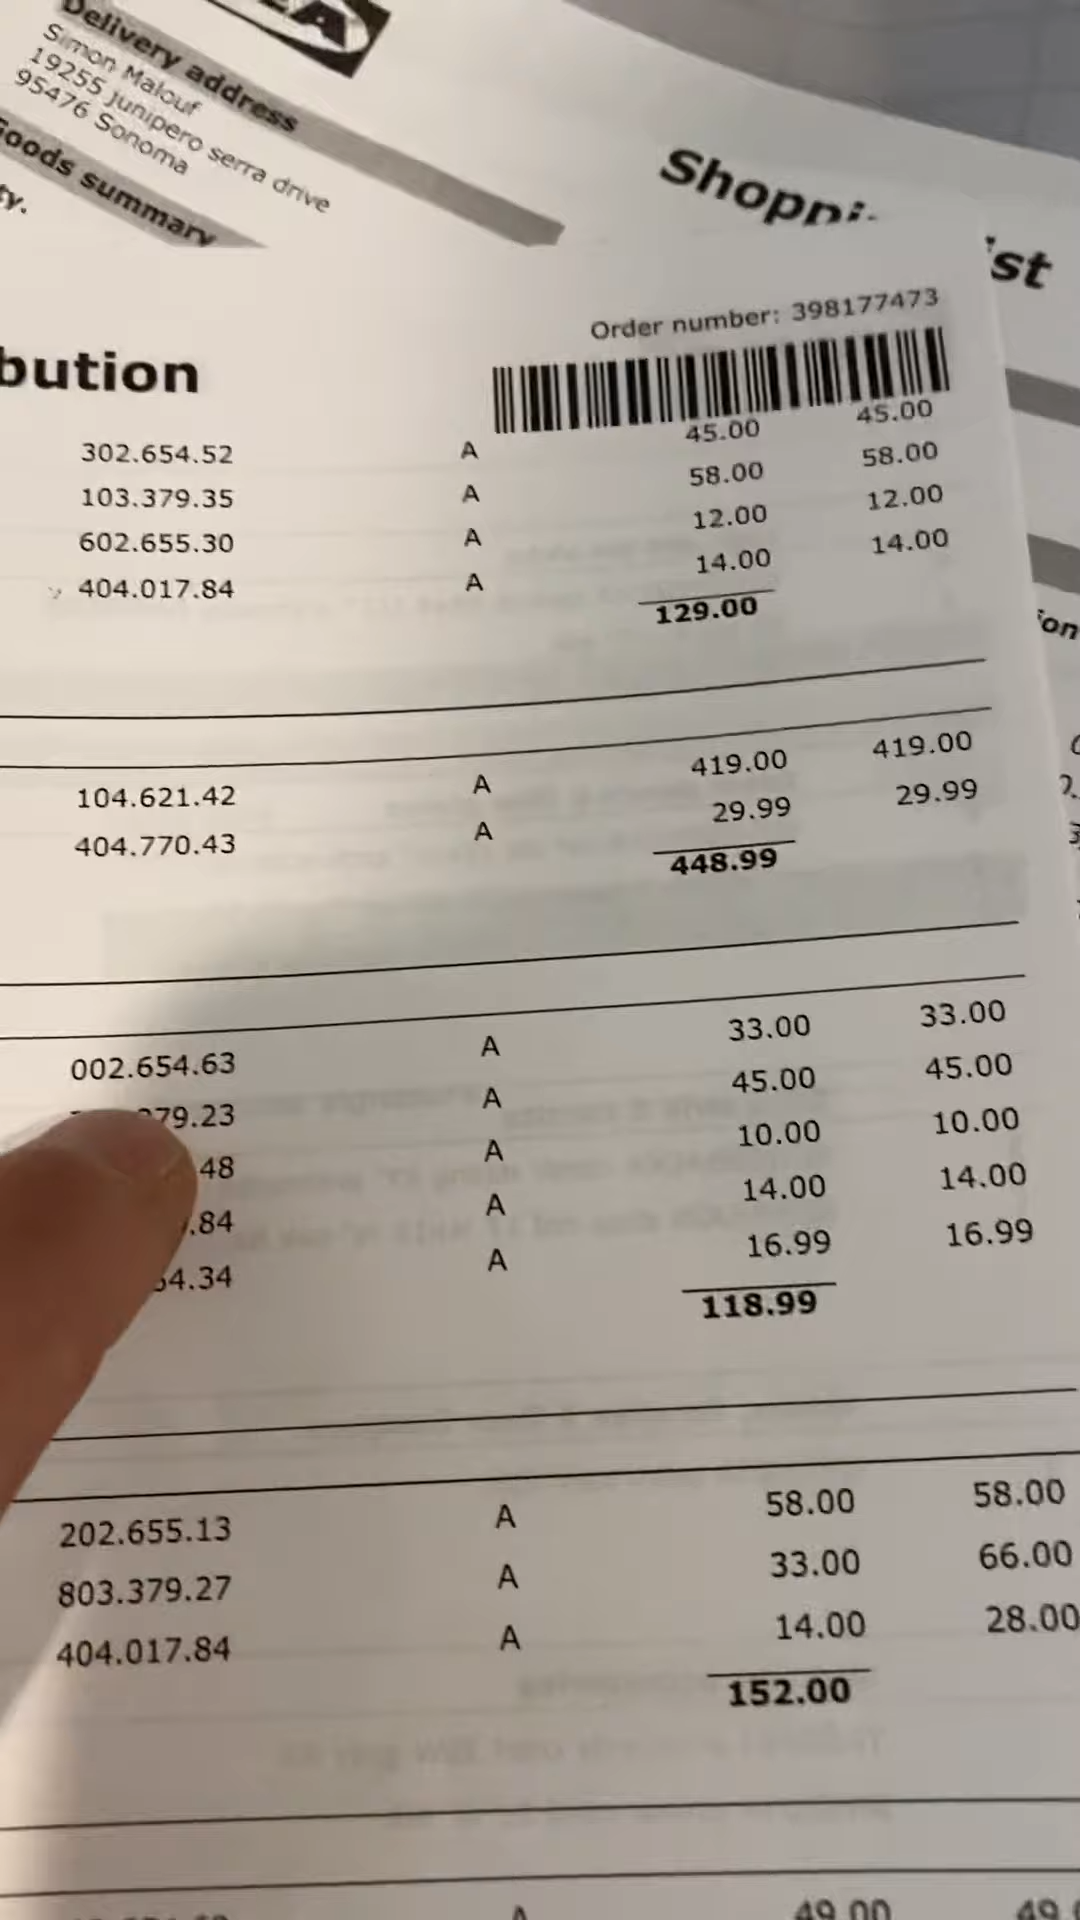 Delivery address
Simon Malouf
19255 Junipero serra drive
95476 Sonoma
Goods summary
Order number: 398177473
302.654.52 A 45.00 45.00
103.379.35 A 58.00 58.00
602.655.30 A 12.00 12.00
404.017.84 A 14.00 14.00
129.00
104.621.42 A 419.00 419.00
404.770.43 A 29.99 29.99
448.99
002.654.63 A 33.00 33.00
79.23 A 45.00 45.00
48 A 10.00 10.00
.84 A 14.00 14.00
4.34 A 16.99 16.99
118.99
202.655.13 A 58.00 58.00
803.379.27 A 33.00 66.00
404.017.84 A 14.00 28.00
152.00
A 49.00